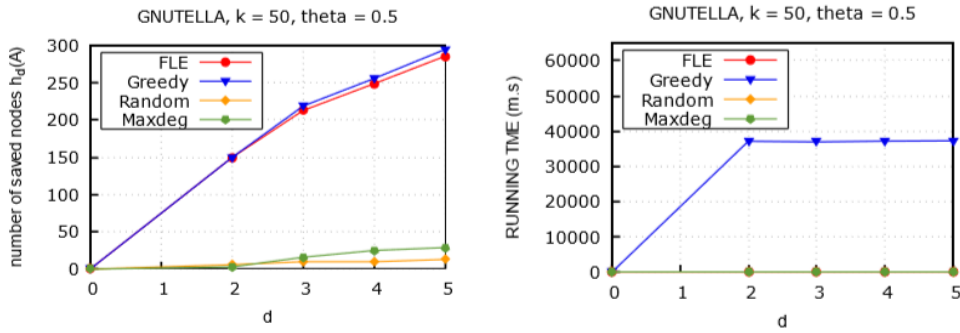 GNUTELLA, k = 50, theta = 0.5
number of saved nodes h_d(A)
300
250
200
150
100
50
0
FLE
Greedy
Random
Maxdeg
0 1 2 3 4 5
d
GNUTELLA, k = 50, theta = 0.5
RUNNING TME (m.s)
60000
50000
40000
30000
20000
10000
0
FLE
Greedy
Random
Maxdeg
0 1 2 3 4 5
d